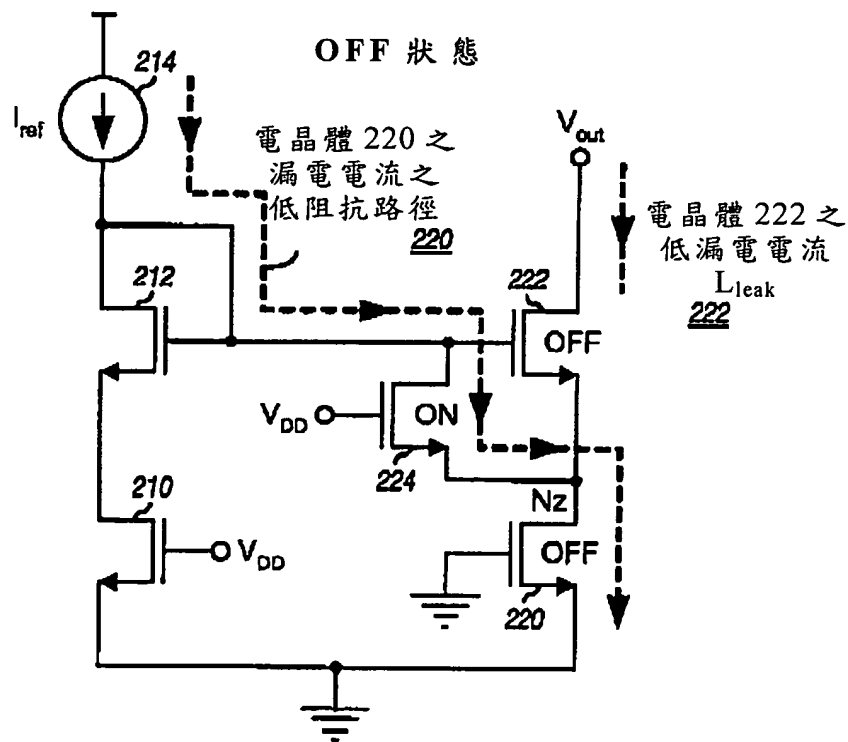 OFF 狀態
214
I_ref
電晶體 220 之
漏電電流之
低阻抗路徑
220
V_out
電晶體 222 之
低漏電電流
L_leak
222
212
222
OFF
V_DD
ON
224
Nz
210
V_DD
OFF
220